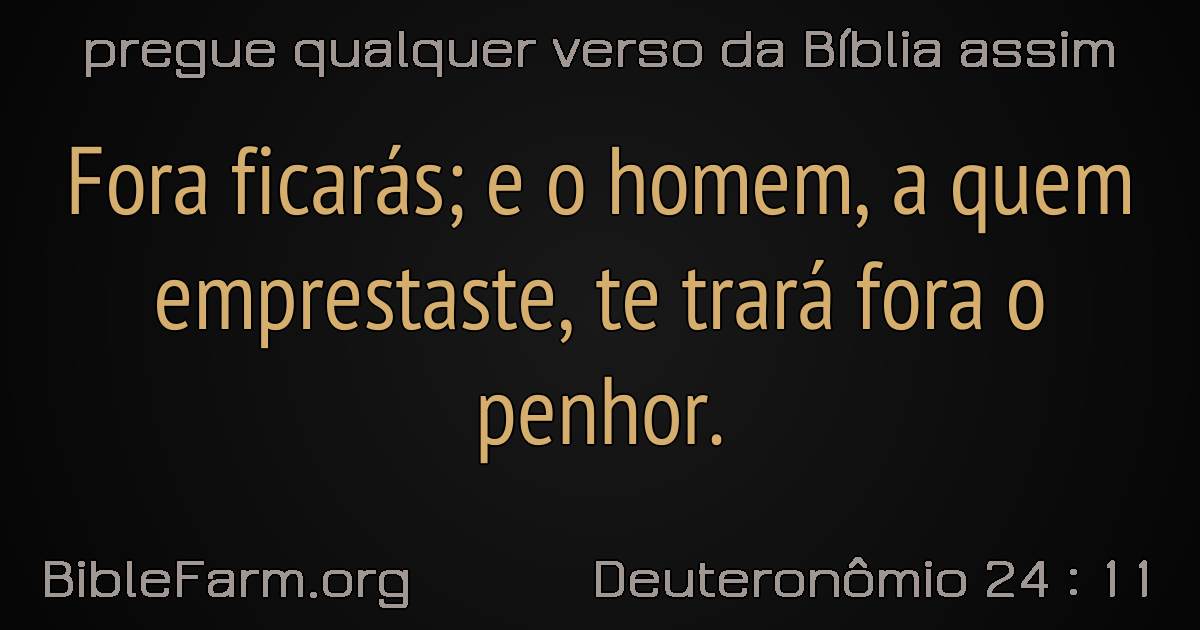 pregue qualquer verso da Bíblia assim
Fora ficarás; e o homem, a quem
emprestaste, te trará fora o
penhor.
BibleFarm.org
Deuteronômio 24 : 11